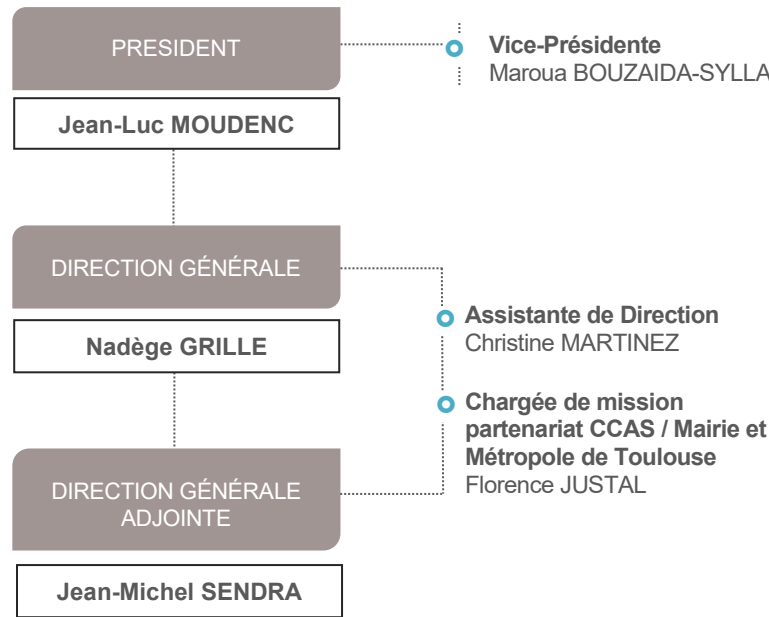 PRESIDENT
Jean-Luc MOUDENC
Vice-Présidente
Maroua BOUZAIDA-SYLLA
DIRECTION GÉNÉRALE
Nadège GRILLE
Assistante de Direction
Christine MARTINEZ
Chargée de mission
partenariat CCAS / Mairie et
Métropole de Toulouse
Florence JUSTAL
DIRECTION GÉNÉRALE
ADJOINTE
Jean-Michel SENDRA